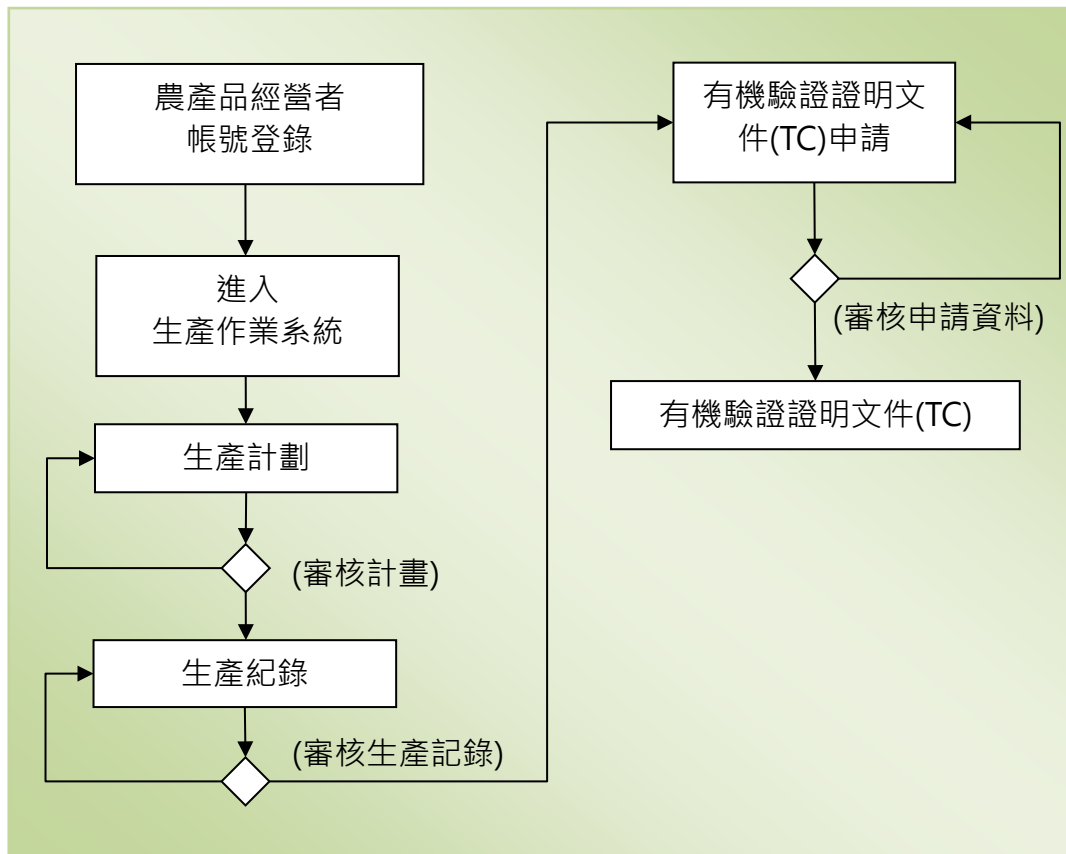 農產品經營者
帳號登錄
進入
生產作業系統
生產計劃
(審核計畫)
生產紀錄
(審核生產記錄)
有機驗證證明文
件(TC)申請
(審核申請資料)
有機驗證證明文件(TC)